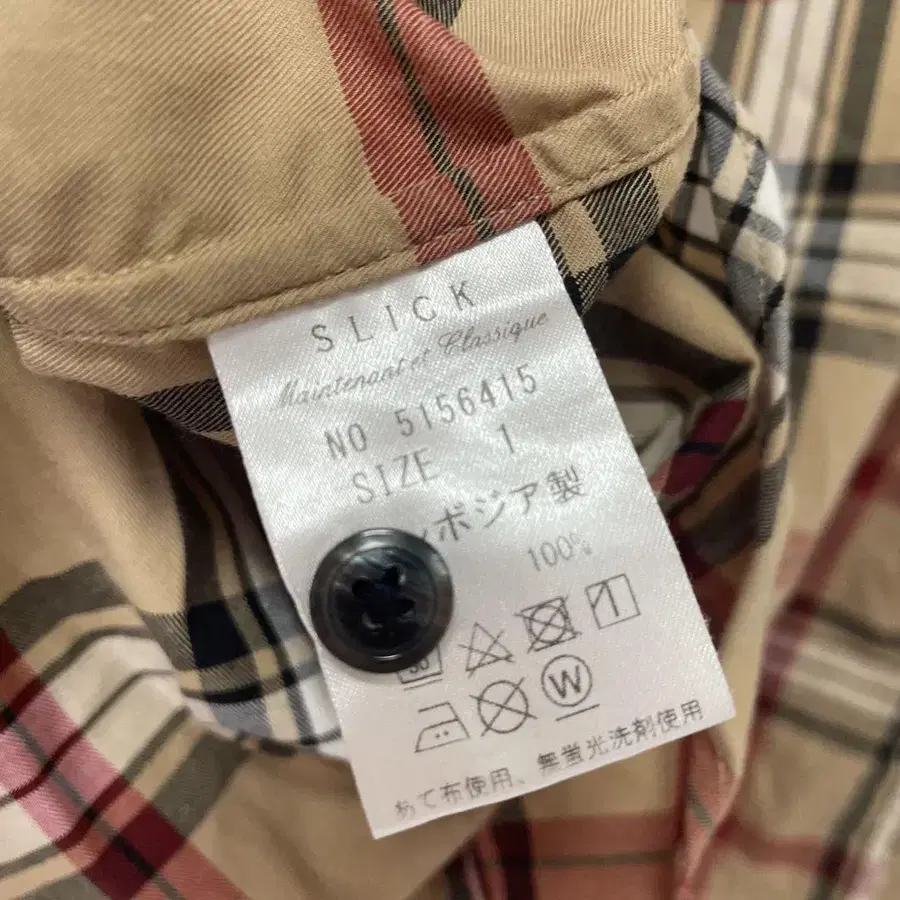 SLICK
Maintenant et Classique
NO 5156415
SIZE 1
ンボジア製
100%
W
あて布使用、無蛍光洗剤使用